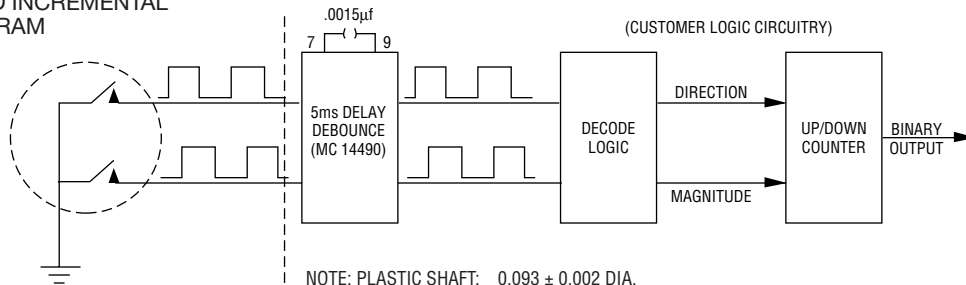 INCREMENTAL
RAM
.0015µf
7 9
(CUSTOMER LOGIC CIRCUITRY)
5ms DELAY
DEBOUNCE
(MC 14490)
DECODE
LOGIC
DIRECTION
MAGNITUDE
UP/DOWN
COUNTER
BINARY
OUTPUT
NOTE: PLASTIC SHAFT: 0.093 ± 0.002 DIA.